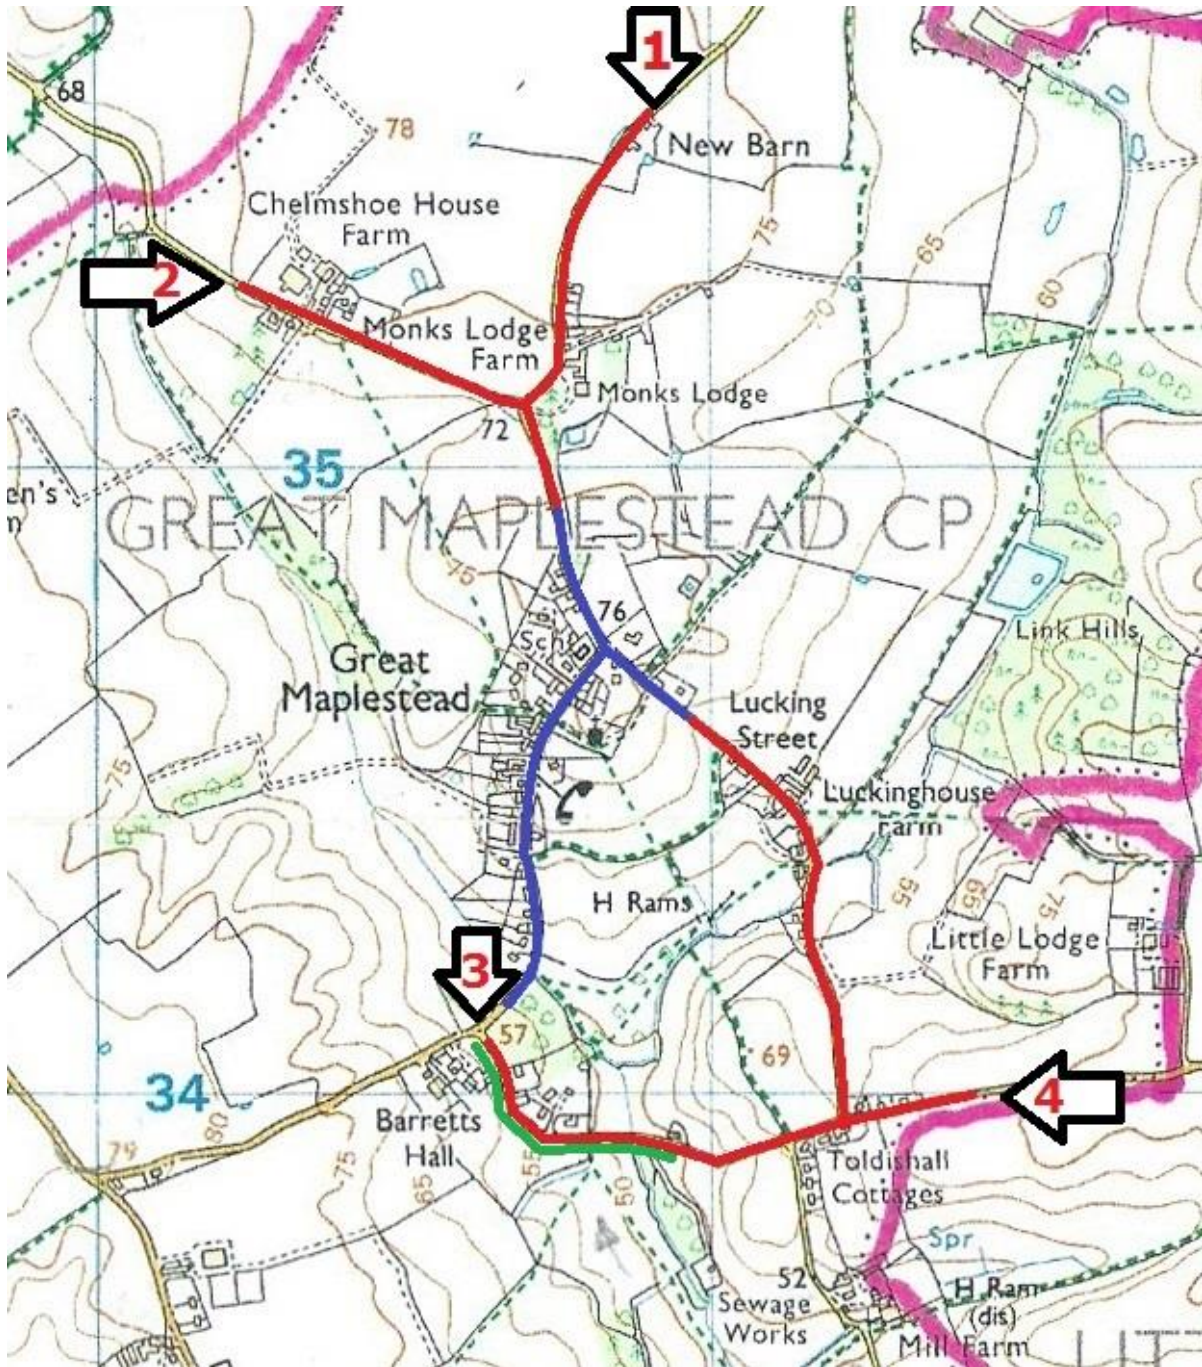 1
68
78
New Barn
Chelmshoe House
Farm
75
65
2
60
70
Monks Lodge
Farm
Monks Lodge
72
35
en's
m
GREAT MAPLESTEAD CP
75
76
Sch
Link Hills
Great
Maplestead
Lucking
Street
75
Luckinghouse
Farm
55
65
75
H Rams
Little Lodge
Farm
3
57
69
34
4
Barretts
Hall
55
50
79
80
75
65
Toldishall
Cottages
Spr
52
Sewage
Works
H Ram
(dis)
Mill Farm